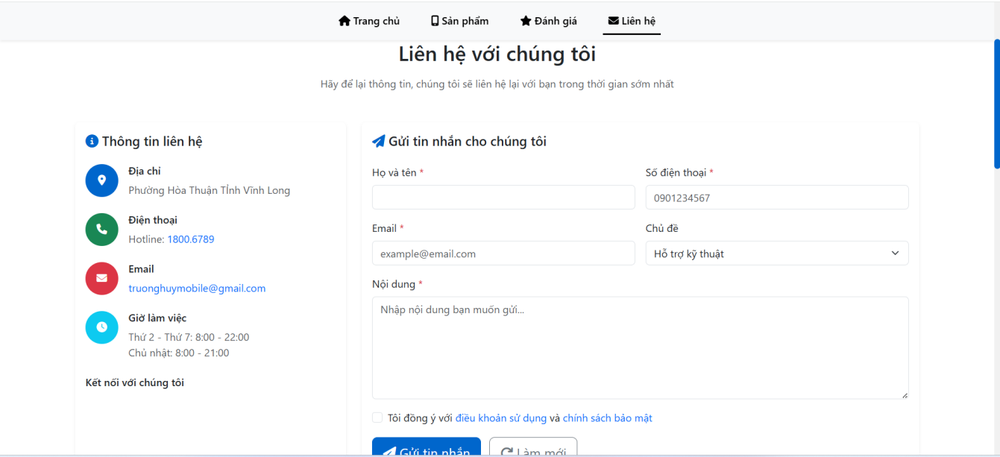 Trang chủ
Sản phẩm
Đánh giá
Liên hệ
Liên hệ với chúng tôi
Hãy để lại thông tin, chúng tôi sẽ liên hệ lại với bạn trong thời gian sớm nhất
Thông tin liên hệ
Địa chỉ
Phường Hòa Thuận TỈnh Vĩnh Long
Điện thoại
Hotline: 1800.6789
Email
truonghuymobile@gmail.com
Giờ làm việc
Thứ 2 - Thứ 7: 8:00 - 22:00
Chủ nhật: 8:00 - 21:00
Kết nối với chúng tôi
Gửi tin nhắn cho chúng tôi
Họ và tên *
Số điện thoại *
0901234567
Email *
example@email.com
Chủ đề
Hỗ trợ kỹ thuật
Nội dung *
Nhập nội dung bạn muốn gửi...
Tôi đồng ý với điều khoản sử dụng và chính sách bảo mật
Gửi tin nhắn
Làm mới